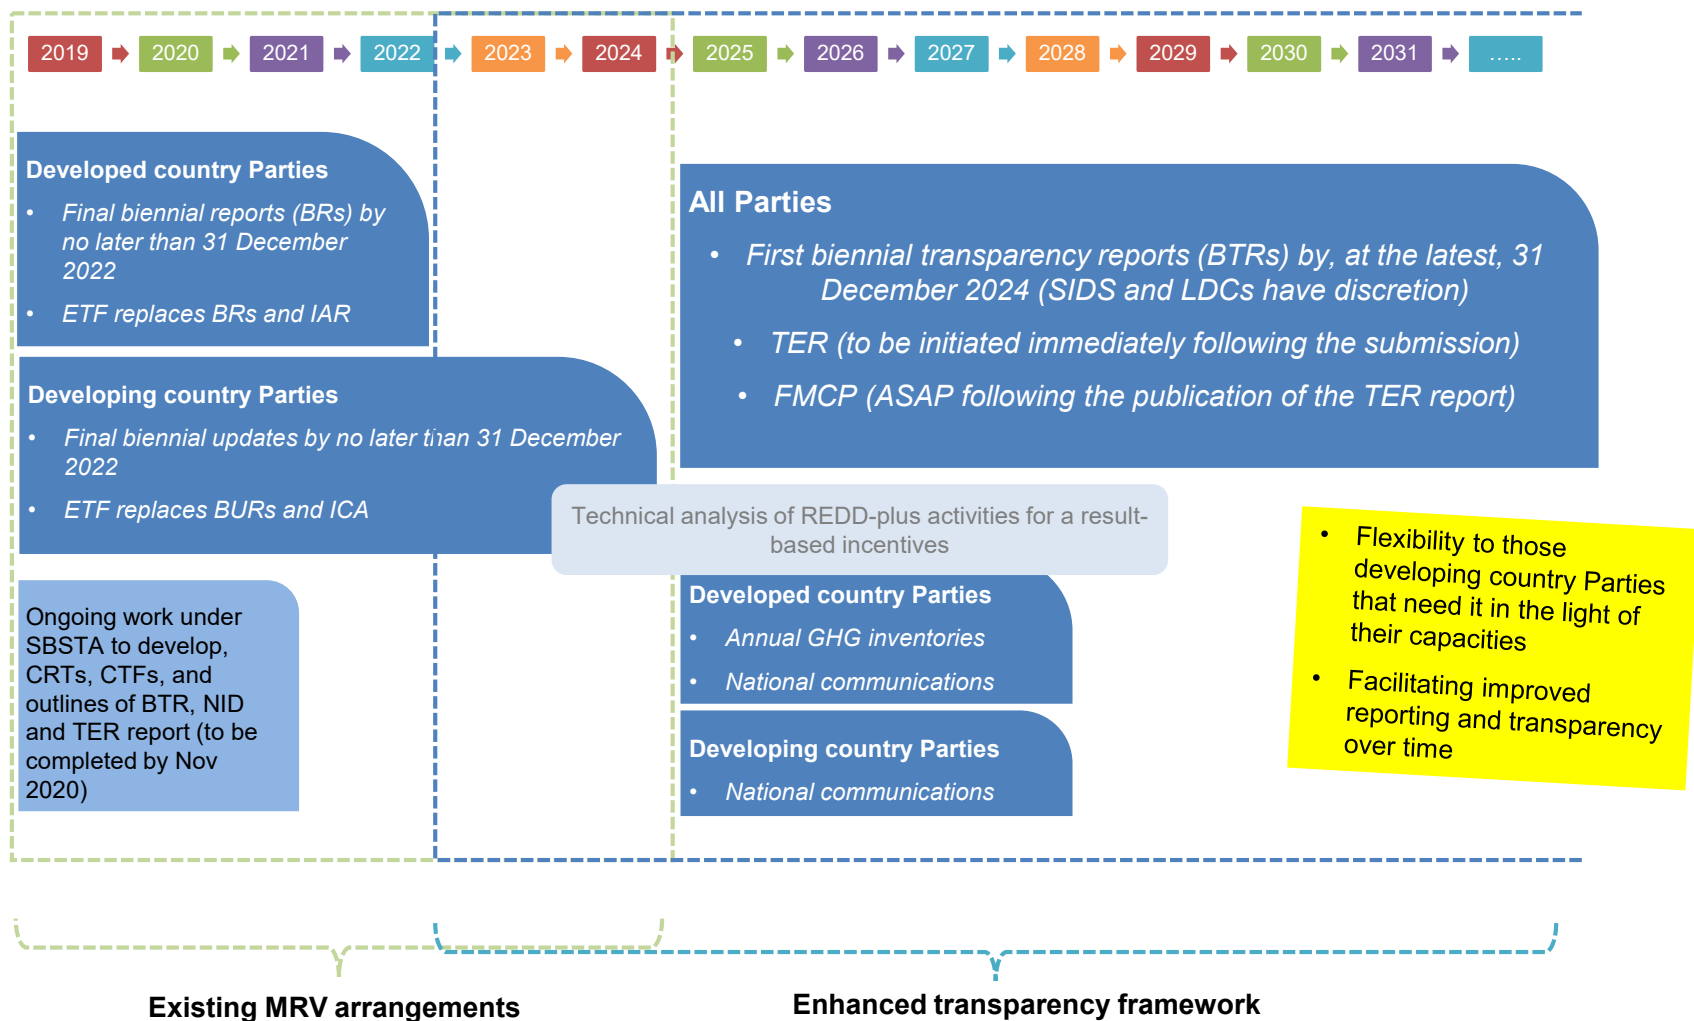 2019 2020 2021 2022 2023 2024 2025 2026 2027 2028 2029 2030 2031 .....
Developed country Parties
• Final biennial reports (BRs) by
no later than 31 December
2022
• ETF replaces BRs and IAR
Developing country Parties
• Final biennial updates by no later than 31 December
2022
• ETF replaces BURs and ICA
Ongoing work under
SBSTA to develop,
CRTs, CTFs, and
outlines of BTR, NID
and TER report (to be
completed by Nov
2020)
All Parties
• First biennial transparency reports (BTRs) by, at the latest, 31
December 2024 (SIDS and LDCs have discretion)
• TER (to be initiated immediately following the submission)
• FMCP (ASAP following the publication of the TER report)
Technical analysis of REDD-plus activities for a result-
based incentives
Developed country Parties
• Annual GHG inventories
• National communications
Developing country Parties
• National communications
• Flexibility to those
developing country Parties
that need it in the light of
their capacities
• Facilitating improved
reporting and transparency
over time
Existing MRV arrangements
Enhanced transparency framework